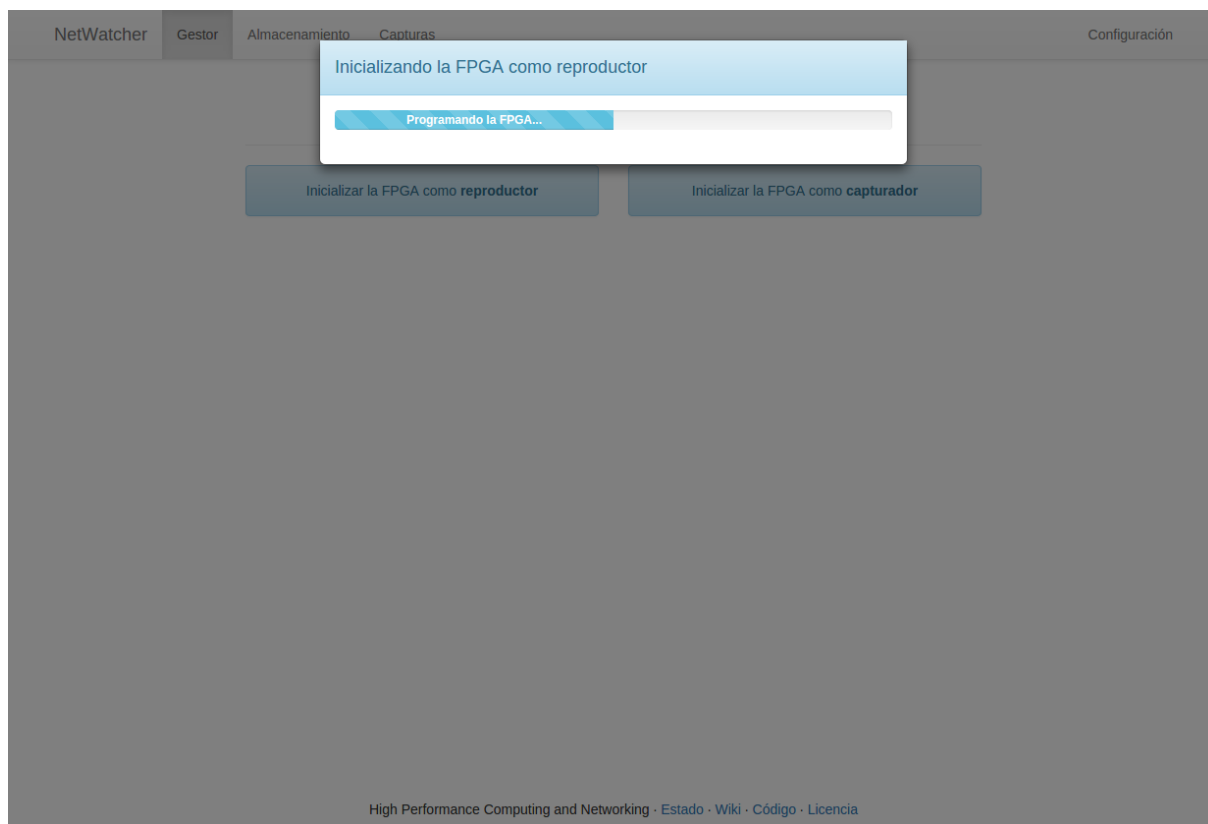 NetWatcher Gestor Almacenamiento Capturas Configuración
Inicializando la FPGA como reproductor
Programando la FPGA...
Inicializar la FPGA como reproductor Inicializar la FPGA como capturador
High Performance Computing and Networking · Estado · Wiki · Código · Licencia